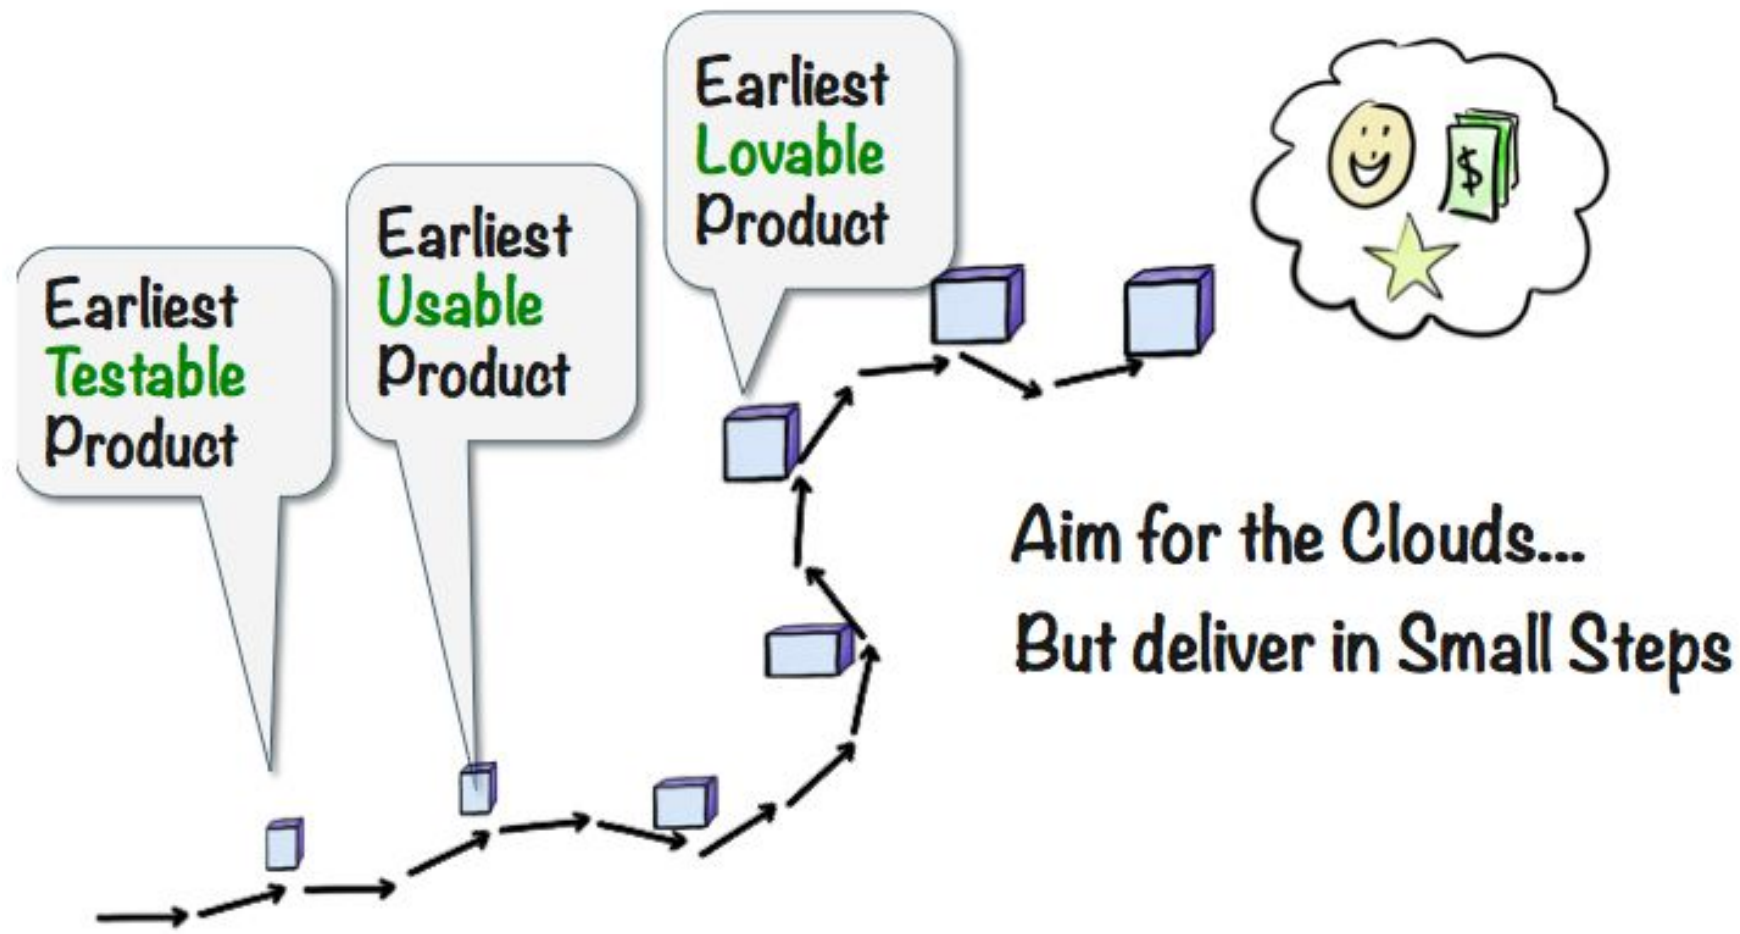 Earliest
Testable
Product
Earliest
Usable
Product
Earliest
Lovable
Product
$
Aim for the Clouds...
But deliver in Small Steps